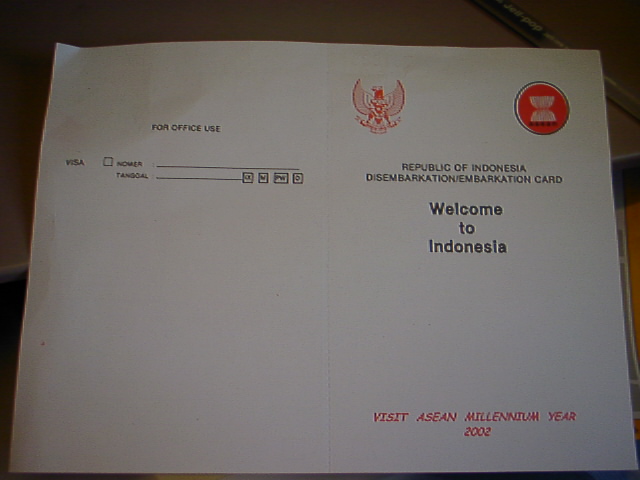 FOR OFFICE USE
VISA NOMER
TANGGAL
REPUBLIC OF INDONESIA
DISEMBARKATION/EMBARKATION CARD
Welcome
to
Indonesia
VISIT ASEAN MILLENNIUM YEAR
2002